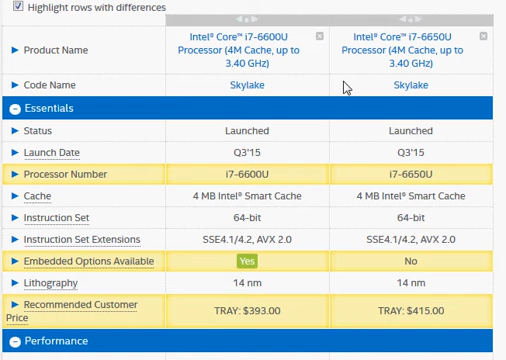 Highlight rows with differences
Product Name
Intel® Core™ i7-6600U
Processor (4M Cache, up to
3.40 GHz)
Intel® Core™ i7-6650U
Processor (4M Cache, up to
3.40 GHz)
Code Name Skylake Skylake
Essentials
Status Launched Launched
Launch Date Q3'15 Q3'15
Processor Number i7-6600U i7-6650U
Cache 4 MB Intel® Smart Cache 4 MB Intel® Smart Cache
Instruction Set 64-bit 64-bit
Instruction Set Extensions SSE4.1/4.2, AVX 2.0 SSE4.1/4.2, AVX 2.0
Embedded Options Available Yes No
Lithography 14 nm 14 nm
Recommended Customer
Price
TRAY: $393.00 TRAY: $415.00
Performance